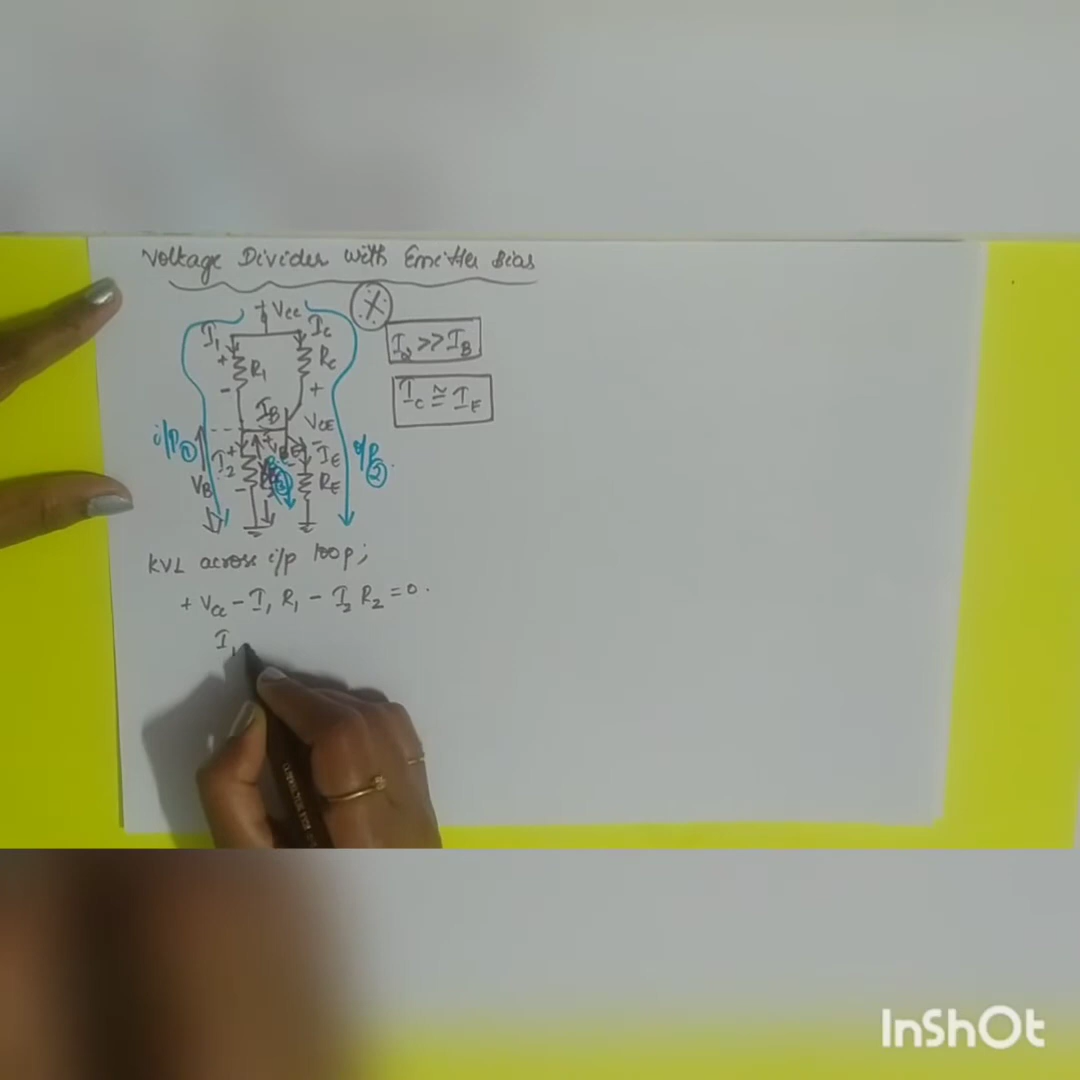 Voltage Divider with Emitter Bias
+ Vcc
I1
Ic
+
R1
Rc
-
+
I2 >> IB
Ic ≅ IE
IB
VCE
i/p 1
+
-
I2
IE
o/p 2
VB
-
RE
KVL across i/p loop;
+ Vcc - I1 R1 - I2 R2 = 0.
I1
InShOt